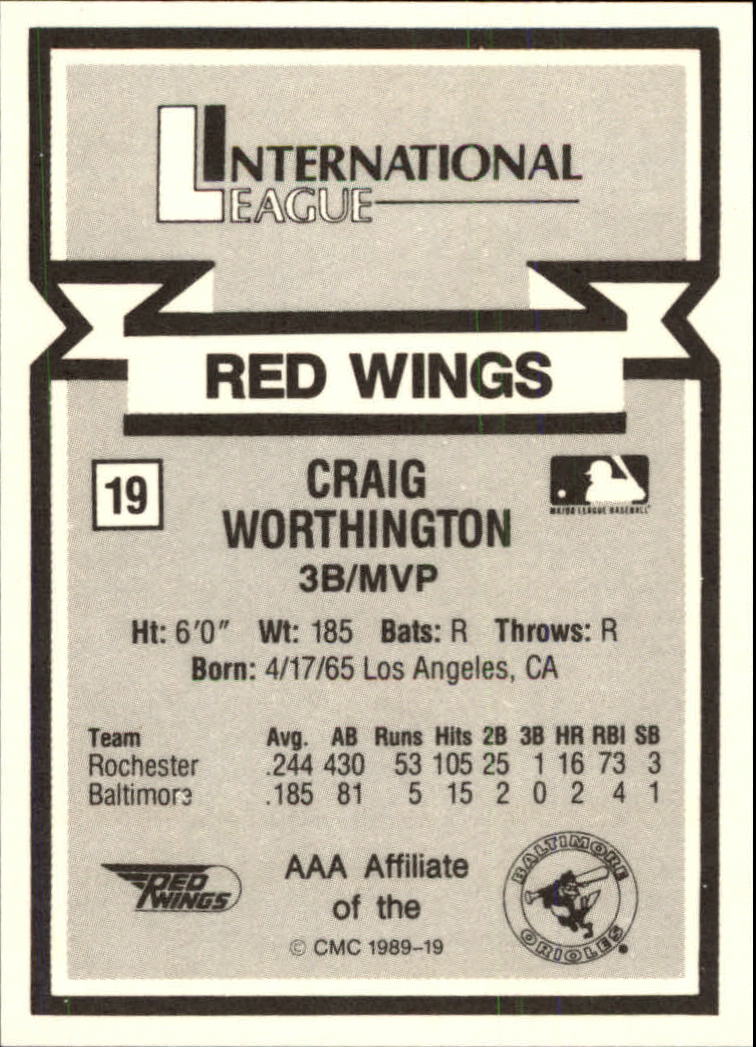 INTERNATIONAL
LEAGUE
RED WINGS
19
CRAIG
WORTHINGTON
MAJOR LEAGUE BASEBALL
3B/MVP
Ht: 6'0" Wt: 185 Bats: R Throws: R
Born: 4/17/65 Los Angeles, CA
Team Avg. AB Runs Hits 2B 3B HR RBI SB
Rochester .244 430 53 105 25 1 16 73 3
Baltimore .185 81 5 15 2 0 2 4 1
RED
WINGS
AAA Affiliate
of the
© CMC 1989-19
BALTIMORE
ORIOLES